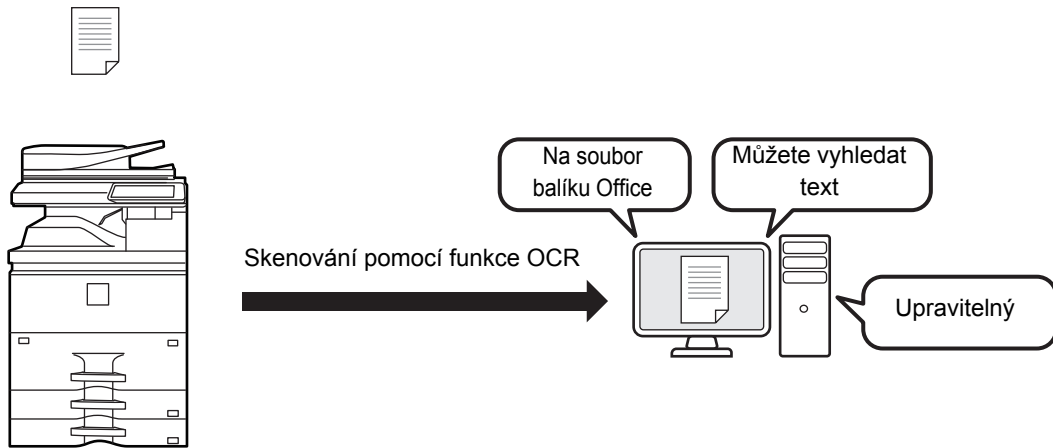 Na soubor
balíku Office
Můžete vyhledat
text
Skenování pomocí funkce OCR
Upravitelný